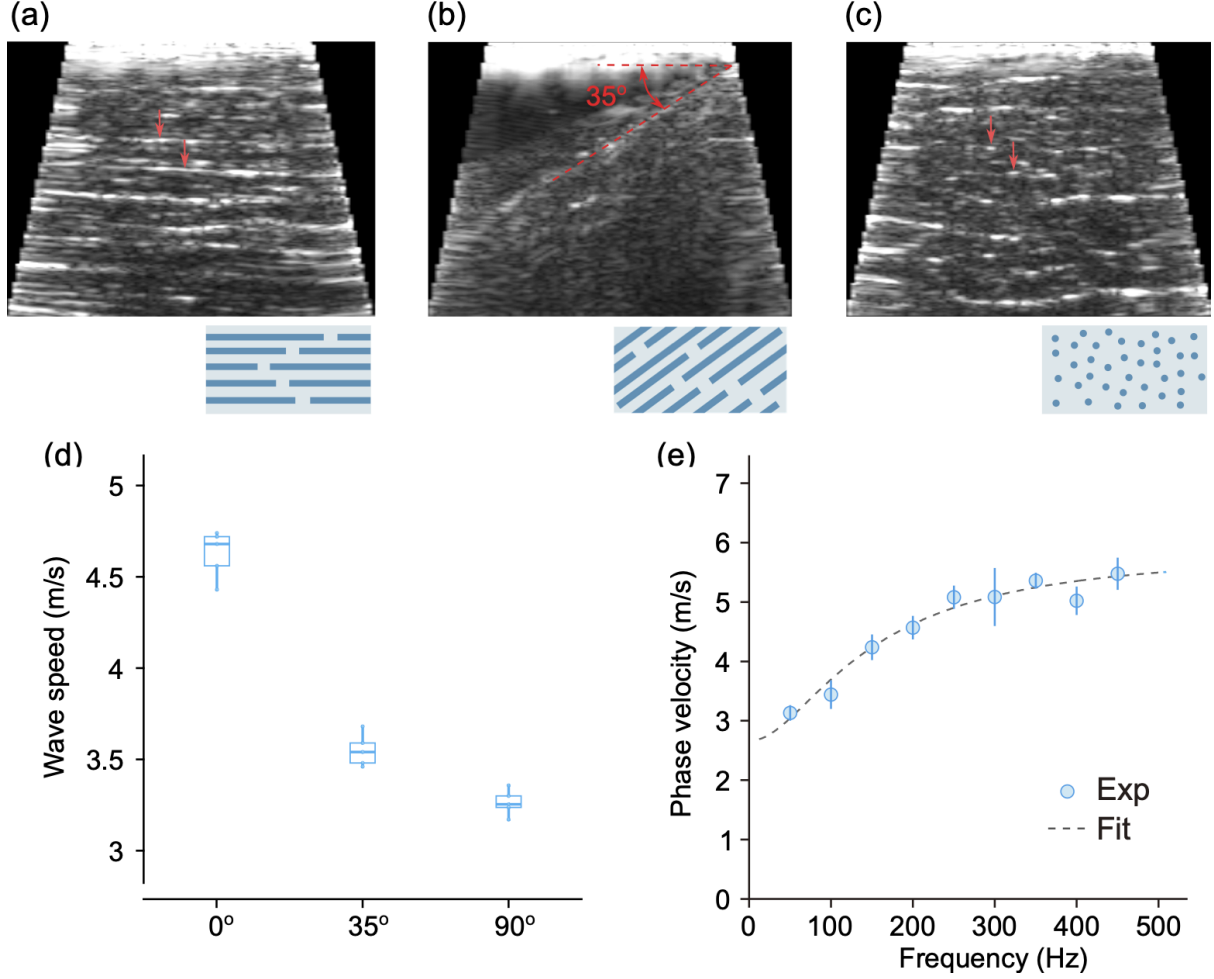 (a)
(b)
(c)
35°
(d)
Wave speed (m/s)
5
4.5
4
3.5
3
0°
35°
90°
(e)
Phase velocity (m/s)
7
6
5
4
3
2
1
0
0
100
200
300
400
500
Frequency (Hz)
Exp
Fit